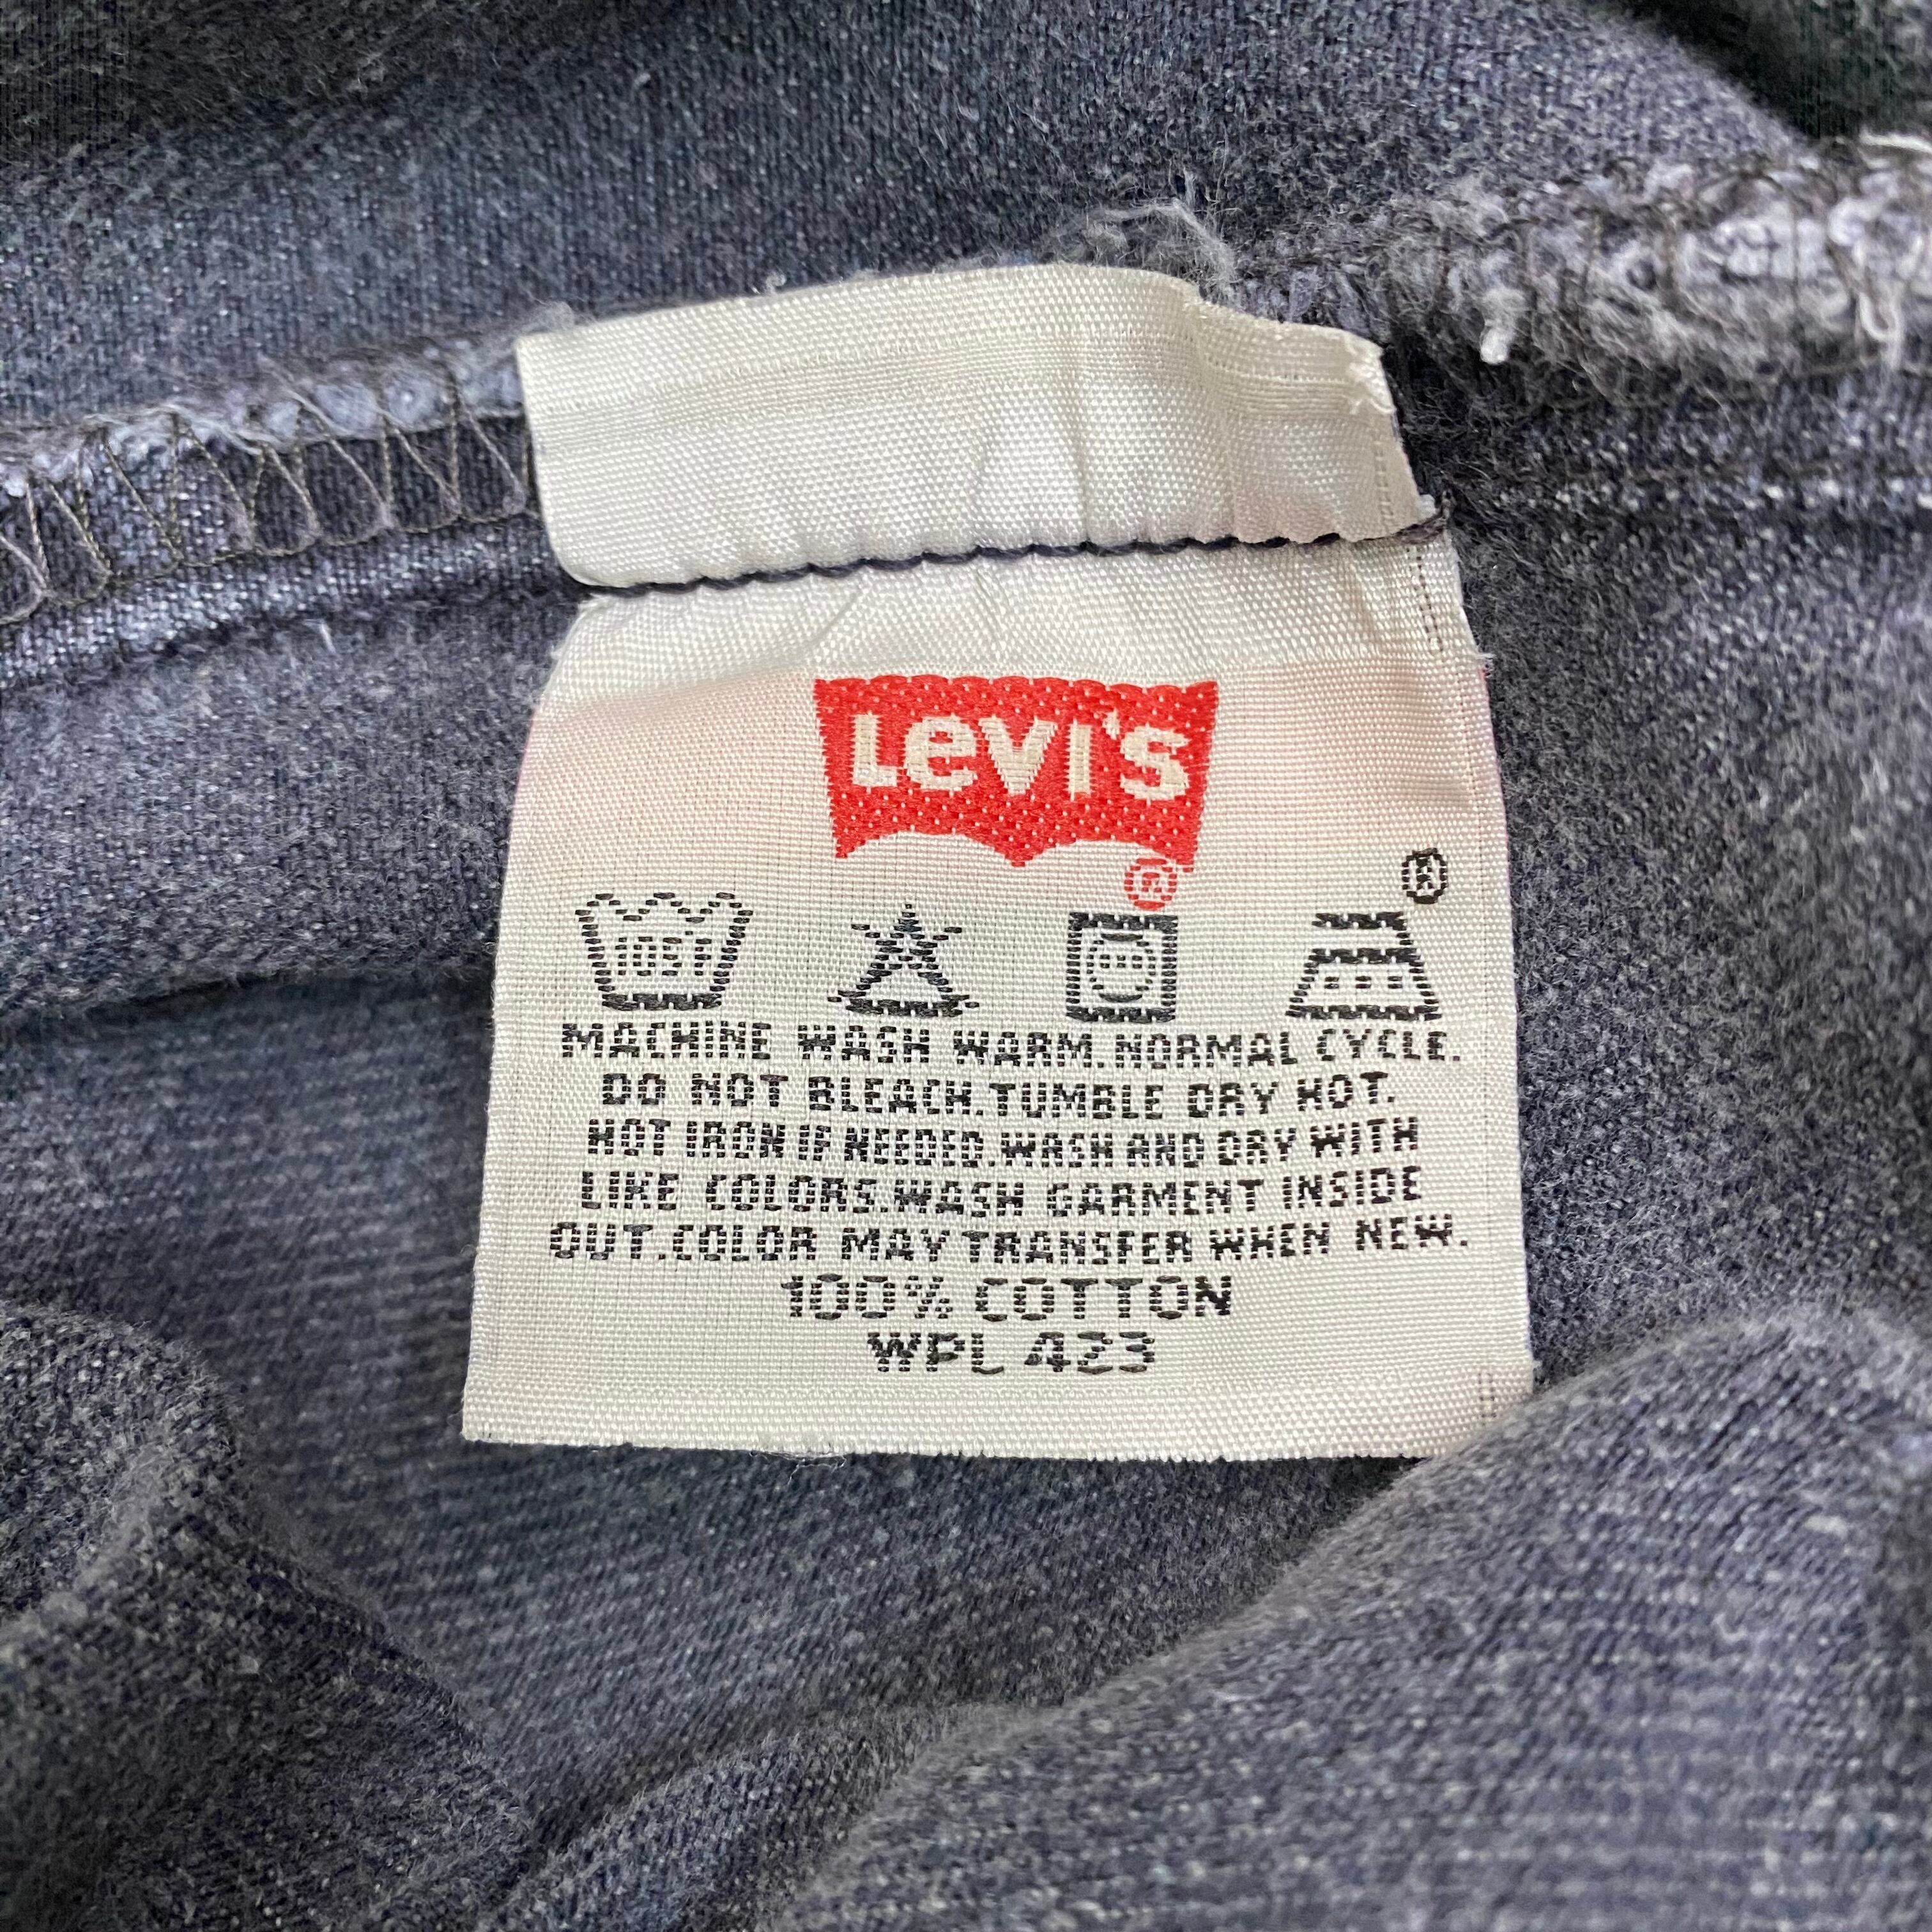 Levi's
®
®
105F
MACHINE WASH WARM. NORMAL CYCLE.
DO NOT BLEACH. TUMBLE DRY HOT.
HOT IRON IF NEEDED. WASH AND DRY WITH
LIKE COLORS. WASH GARMENT INSIDE
OUT. COLOR MAY TRANSFER WHEN NEW.
100% COTTON
WPL 423